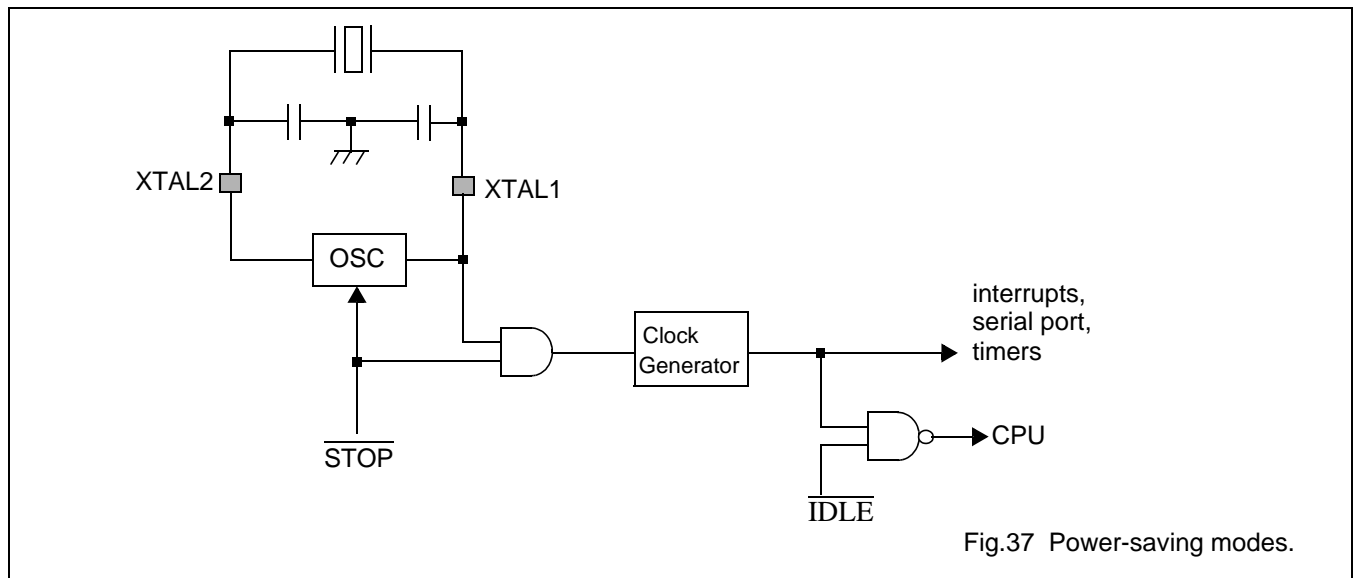 XTAL2
XTAL1
OSC
interrupts,
serial port,
timers
Clock
Generator
CPU
STOP
IDLE
Fig.37 Power-saving modes.